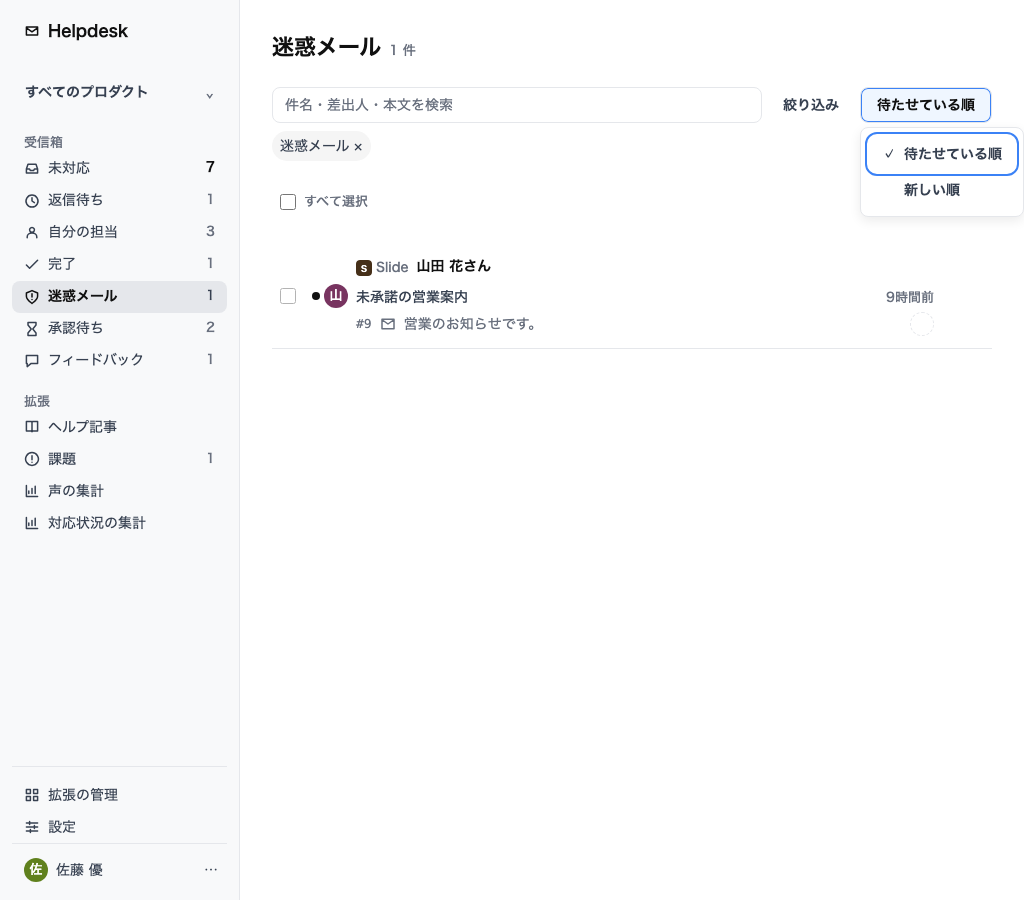 Helpdesk
すべてのプロダクト
受信箱
未対応 7
返信待ち 1
自分の担当 3
完了 1
迷惑メール 1
承認待ち 2
フィードバック 1
拡張
ヘルプ記事
課題 1
声の集計
対応状況の集計
拡張の管理
設定
佐 佐藤 優 ⋯
迷惑メール 1 件
件名・差出人・本文を検索 絞り込み 待たせている順
迷惑メール ×
✓ 待たせている順
新しい順
すべて選択
S Slide 山田 花さん
山 未承諾の営業案内 9時間前
#9 営業のお知らせです。